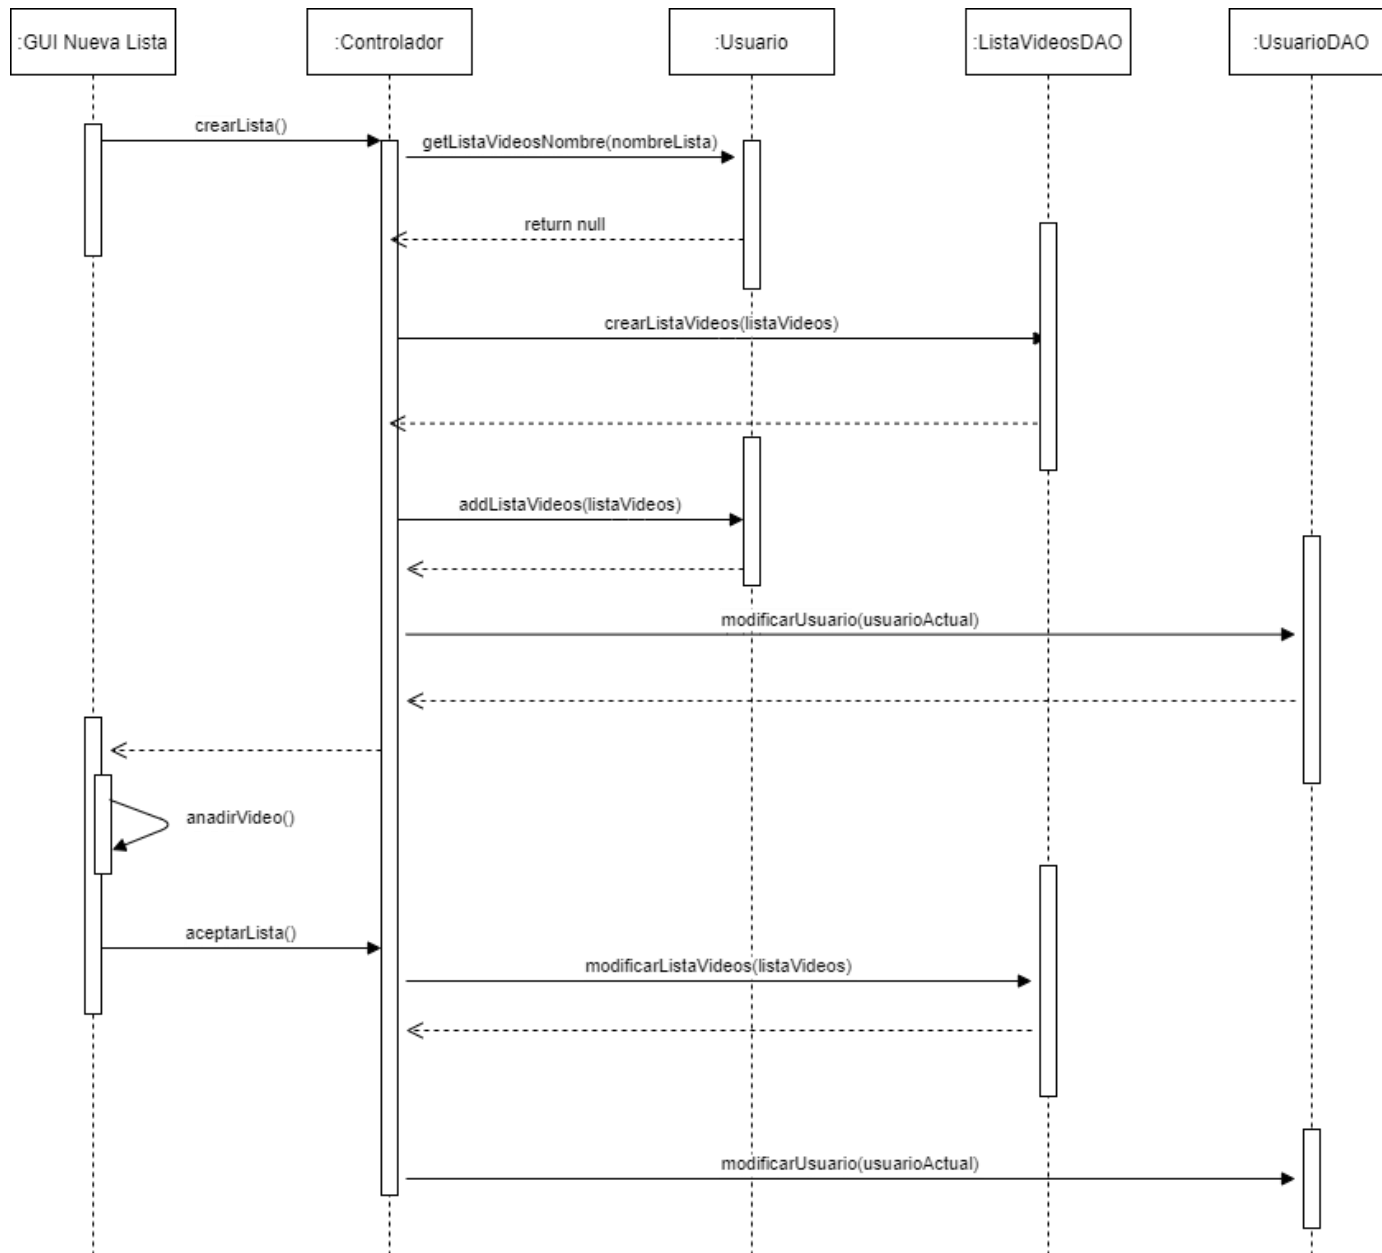 :GUI Nueva Lista
:Controlador
:Usuario
:ListaVideosDAO
:UsuarioDAO
crearLista()
getListaVideosNombre(nombreLista)
return null
crearListaVideos(listaVideos)
addListaVideos(listaVideos)
modificarUsuario(usuarioActual)
anadirVideo()
aceptarLista()
modificarListaVideos(listaVideos)
modificarUsuario(usuarioActual)